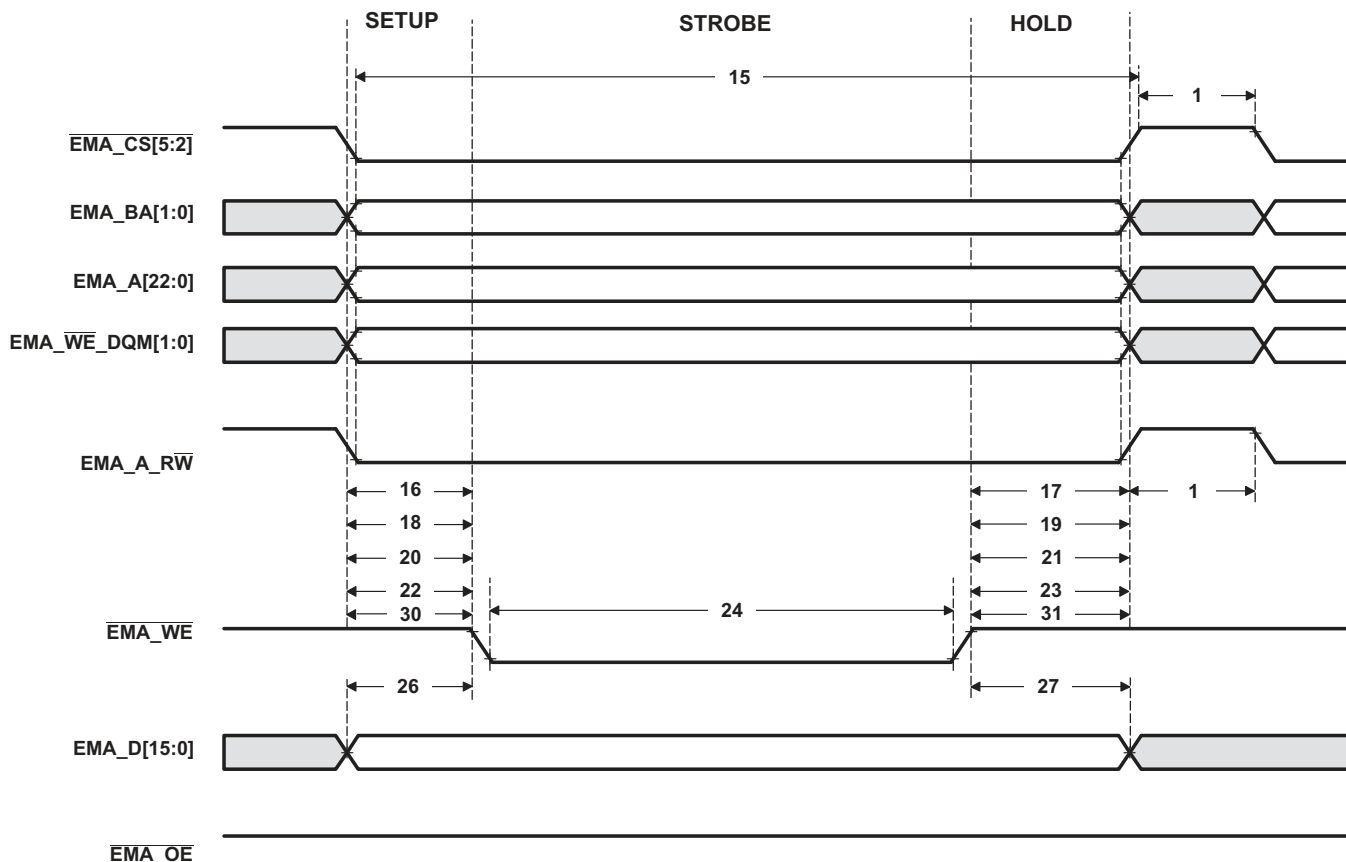 SETUP STROBE HOLD
15
1
EMA_CS[5:2]
EMA_BA[1:0]
EMA_A[22:0]
EMA_WE_DQM[1:0]
EMA_A_RW
16 17 1
18 19
20 21
22 23
24
30 31
EMA_WE
26 27
EMA_D[15:0]
EMA_OE